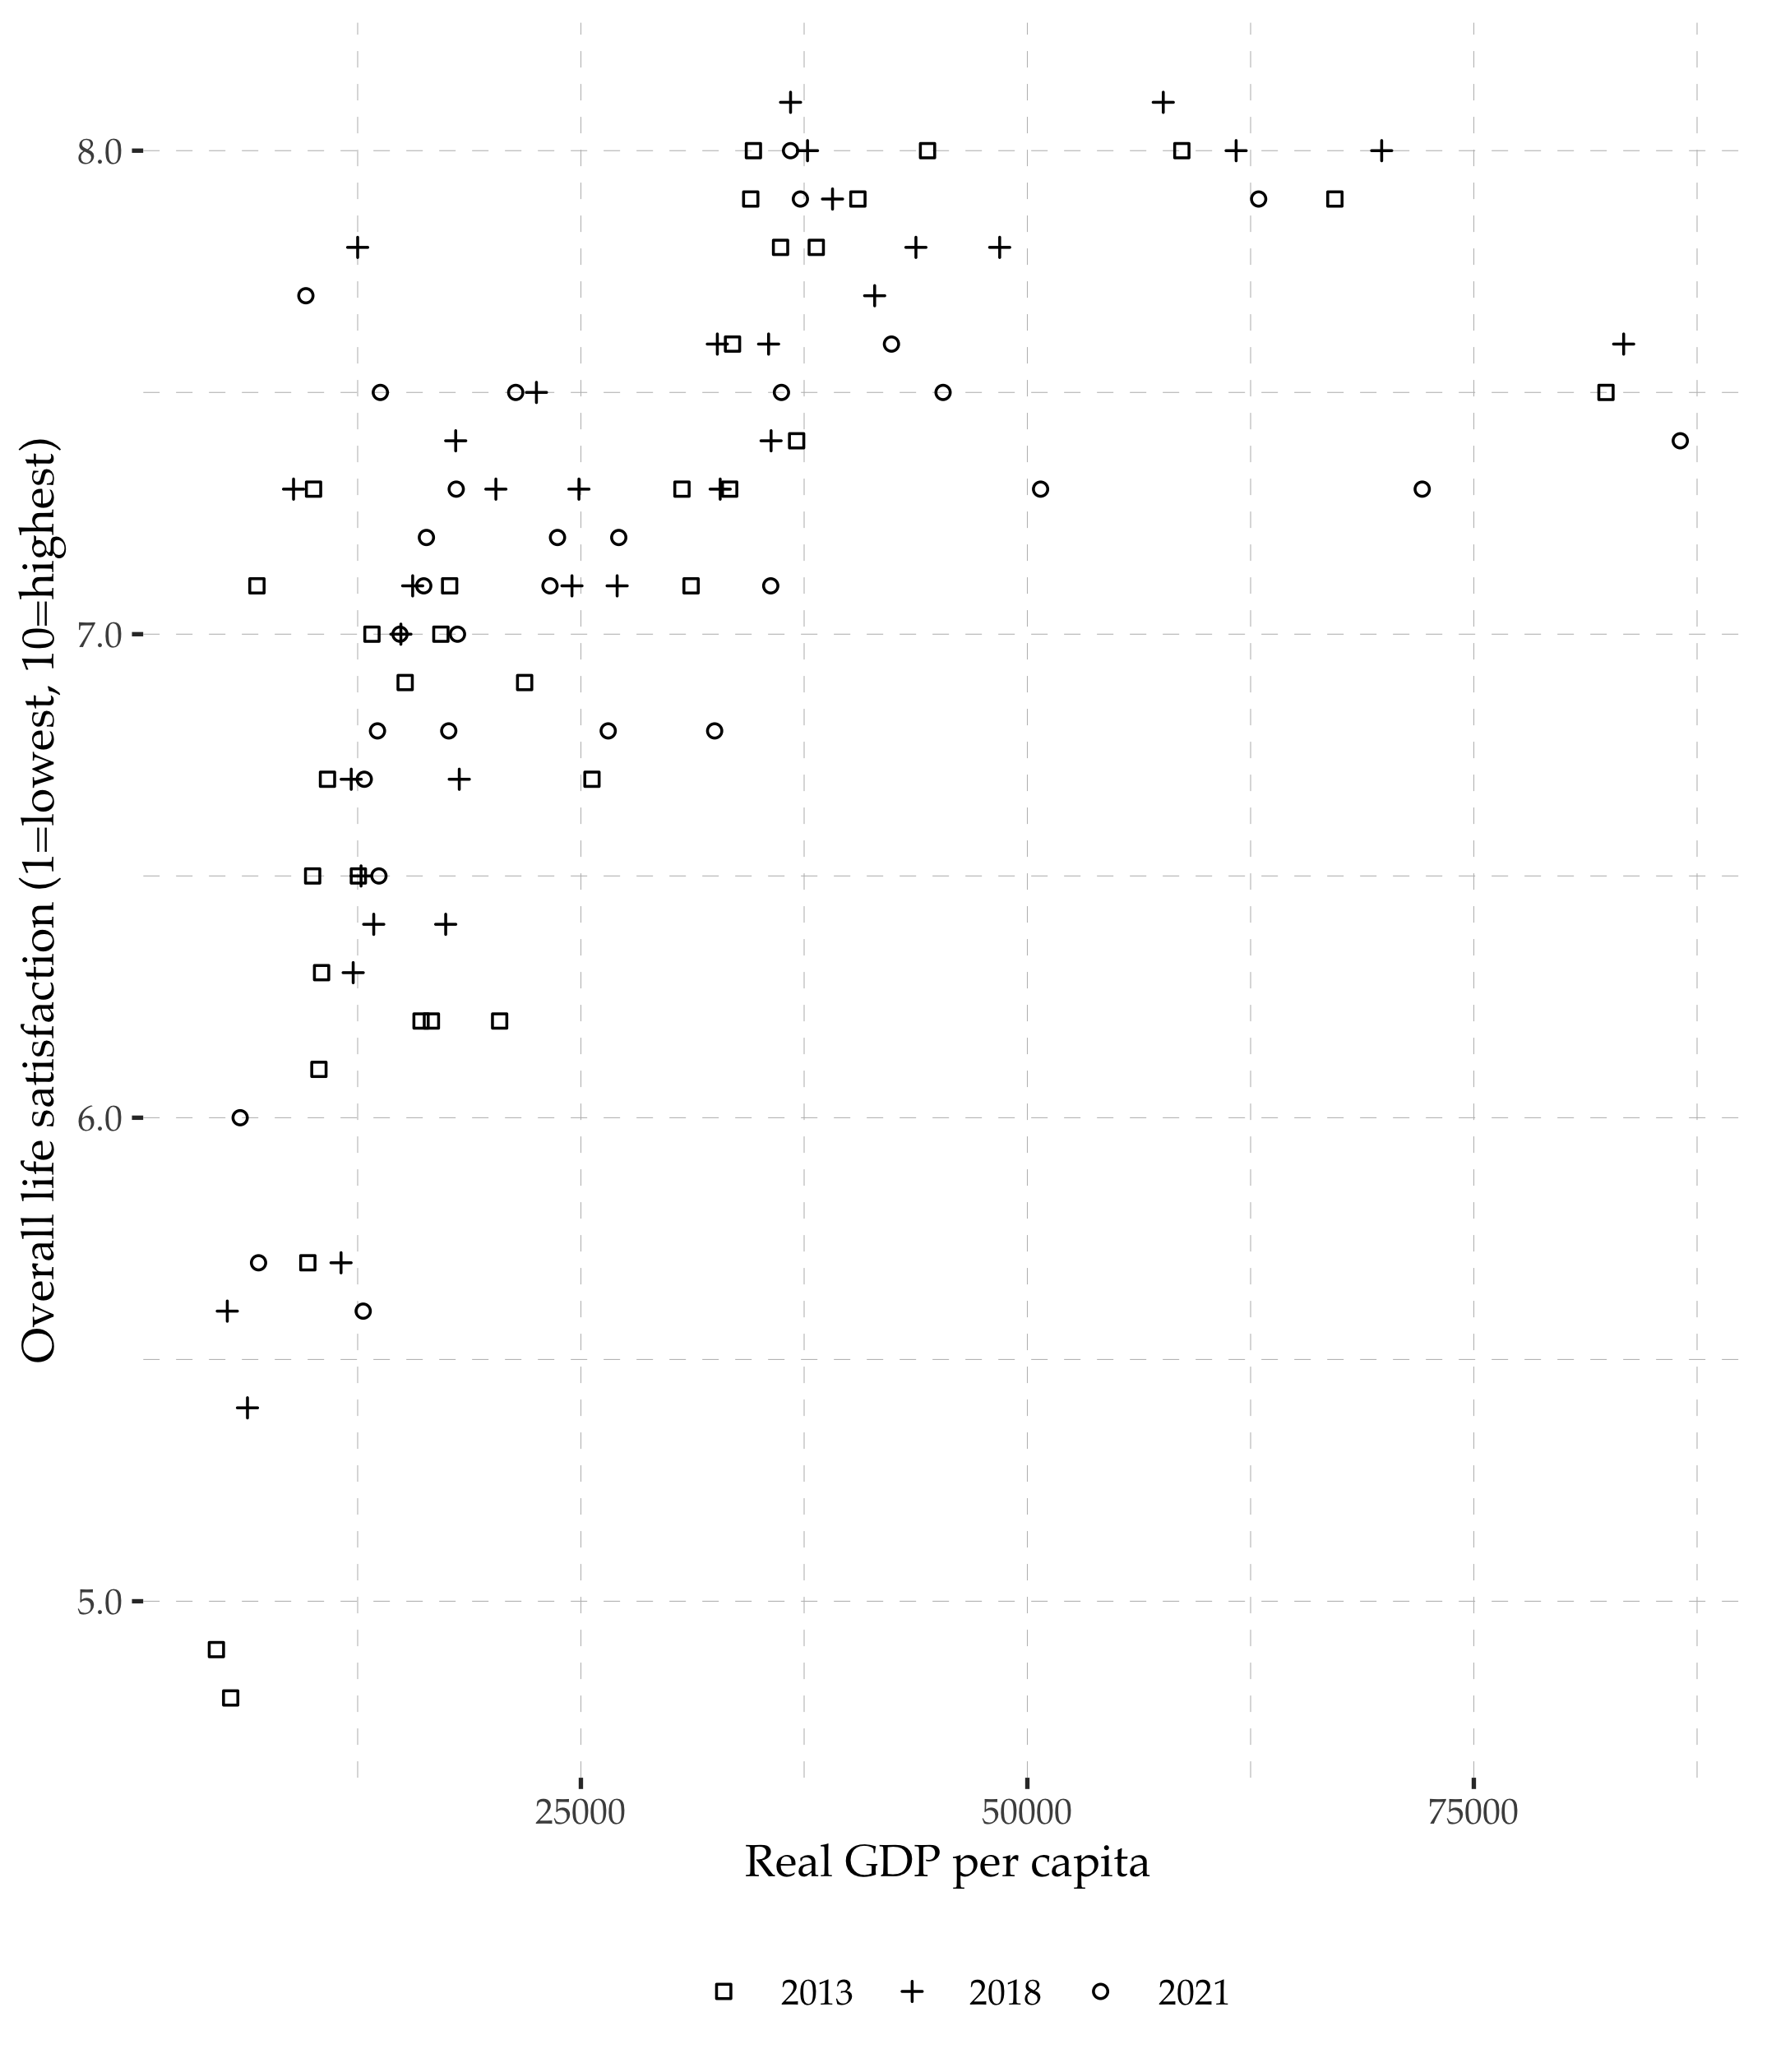 Overall life satisfaction (1=lowest, 10=highest)
8.0
7.0
6.0
5.0
25000 50000 75000
Real GDP per capita
2013 2018 2021